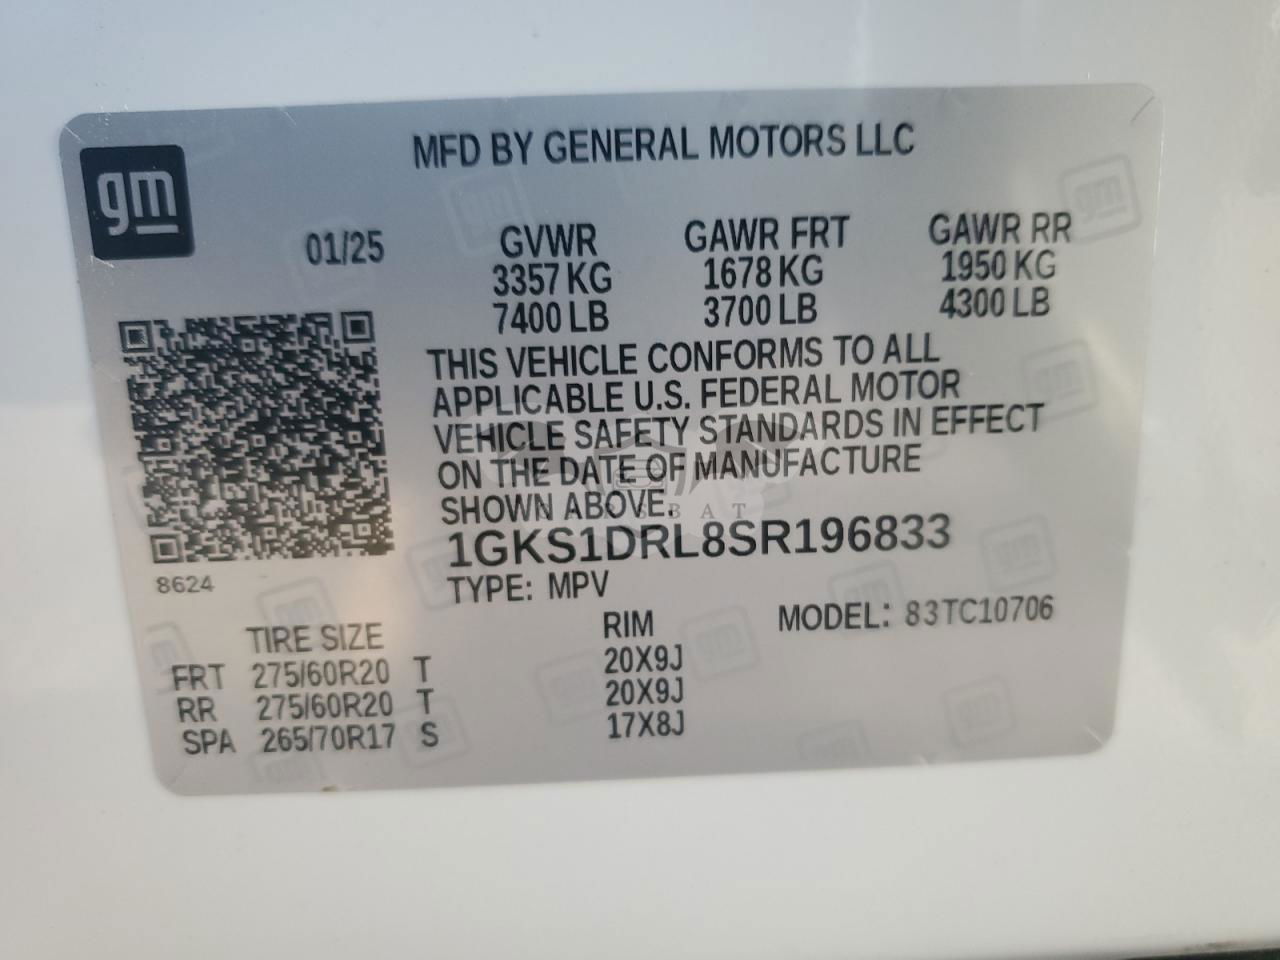 MFD BY GENERAL MOTORS LLC
gm
01/25 GVWR GAWR FRT GAWR RR
3357 KG 1678 KG 1950 KG
7400 LB 3700 LB 4300 LB
THIS VEHICLE CONFORMS TO ALL
APPLICABLE U.S. FEDERAL MOTOR
VEHICLE SAFETY STANDARDS IN EFFECT
ON THE DATE OF MANUFACTURE
SHOWN ABOVE.
1GKS1DRL8SR196833
8624
TYPE: MPV
MODEL: 83TC10706
TIRE SIZE RIM
FRT 275/60R20 T 20X9J
RR 275/60R20 T 20X9J
SPA 265/70R17 S 17X8J